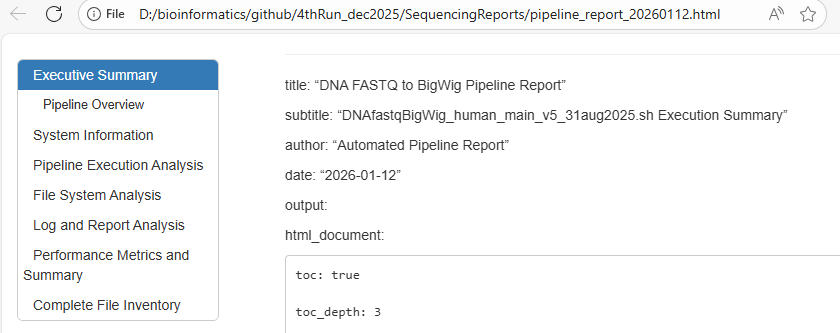 File D:/bioinformatics/github/4thRun_dec2025/SequencingReports/pipeline_report_20260112.html
Executive Summary
Pipeline Overview
System Information
Pipeline Execution Analysis
File System Analysis
Log and Report Analysis
Performance Metrics and
Summary
Complete File Inventory
title: “DNA FASTQ to BigWig Pipeline Report”
subtitle: “DNAfastqBigWig_human_main_v5_31aug2025.sh Execution Summary”
author: “Automated Pipeline Report”
date: “2026-01-12”
output:
html_document:
toc: true
toc_depth: 3